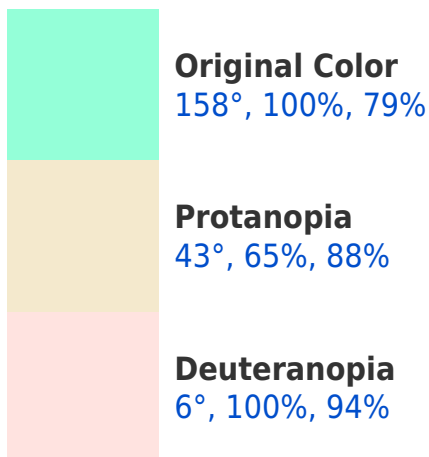 Original Color
158°, 100%, 79%
Protanopia
43°, 65%, 88%
Deuteranopia
6°, 100%, 94%